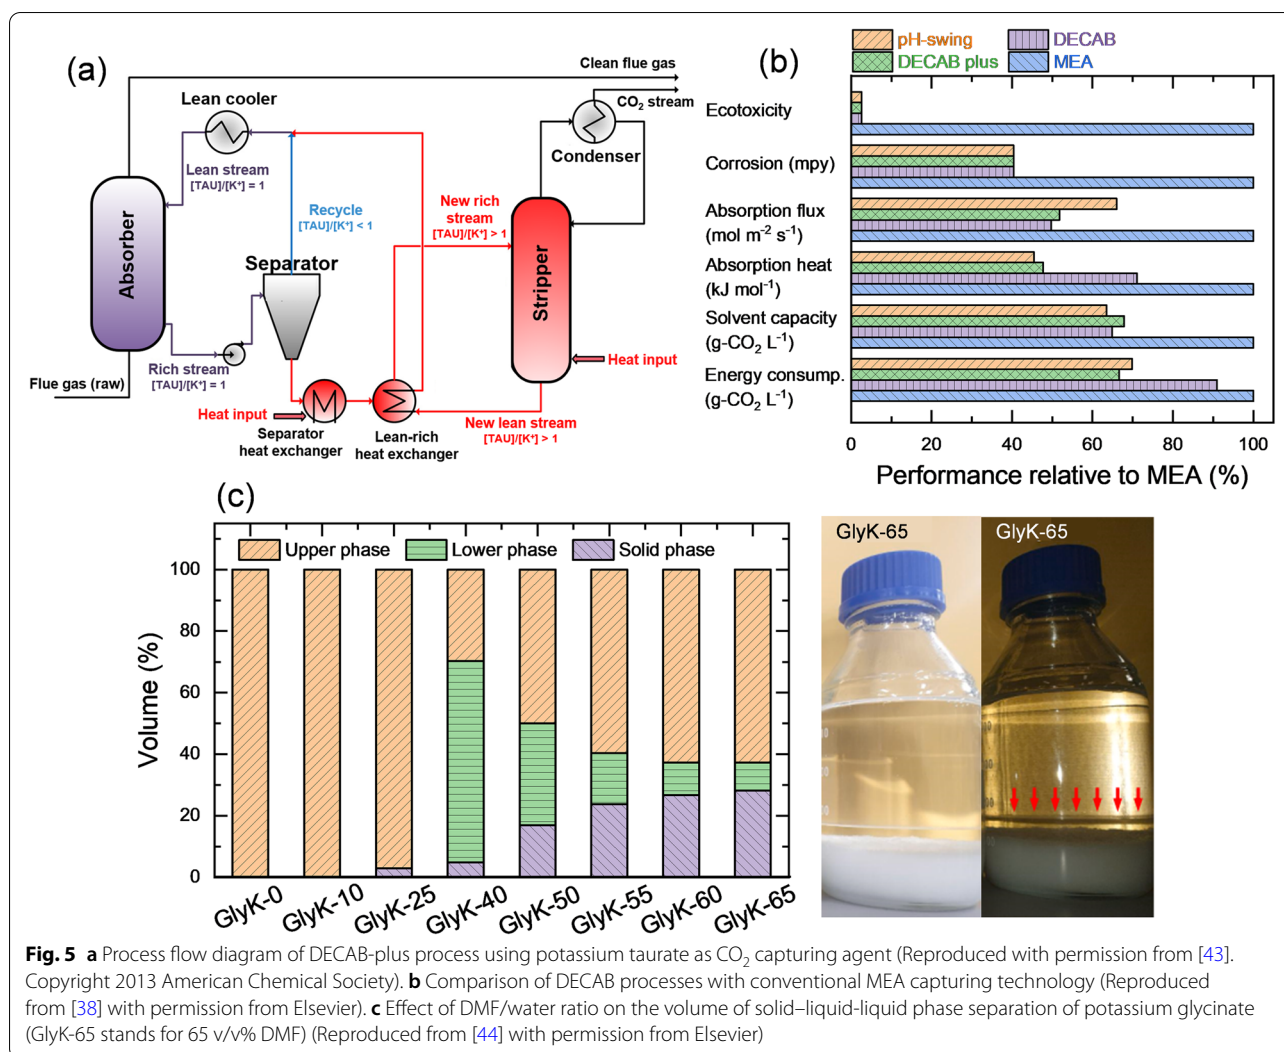 (a)
Clean flue gas
CO2 stream
Lean cooler
Condenser
Lean stream
[TAU]/[K+] = 1
Recycle
[TAU]/[K+] < 1
New rich
stream
[TAU]/[K+] > 1
Absorber
Separator
Stripper
Rich stream
[TAU]/[K+] = 1
Flue gas (raw)
Heat input
Heat input
Separator
heat exchanger
Lean-rich
heat exchanger
New lean stream
[TAU]/[K+] > 1
(b)
pH-swing
DECAB
DECAB plus
MEA
Ecotoxicity
Corrosion (mpy)
Absorption flux
(mol m-2 s-1)
Absorption heat
(kJ mol-1)
Solvent capacity
(g-CO2 L-1)
Energy consump.
(g-CO2 L-1)
0 20 40 60 80 100
Performance relative to MEA (%)
(c)
Upper phase
Lower phase
Solid phase
Volume (%)
100
80
60
40
20
0
GlyK-0
GlyK-10
GlyK-25
GlyK-40
GlyK-50
GlyK-55
GlyK-60
GlyK-65
GlyK-65
GlyK-65
Fig. 5 a Process flow diagram of DECAB-plus process using potassium taurate as CO2 capturing agent (Reproduced with permission from [43].
Copyright 2013 American Chemical Society). b Comparison of DECAB processes with conventional MEA capturing technology (Reproduced
from [38] with permission from Elsevier). c Effect of DMF/water ratio on the volume of solid–liquid-liquid phase separation of potassium glycinate
(GlyK-65 stands for 65 v/v% DMF) (Reproduced from [44] with permission from Elsevier)